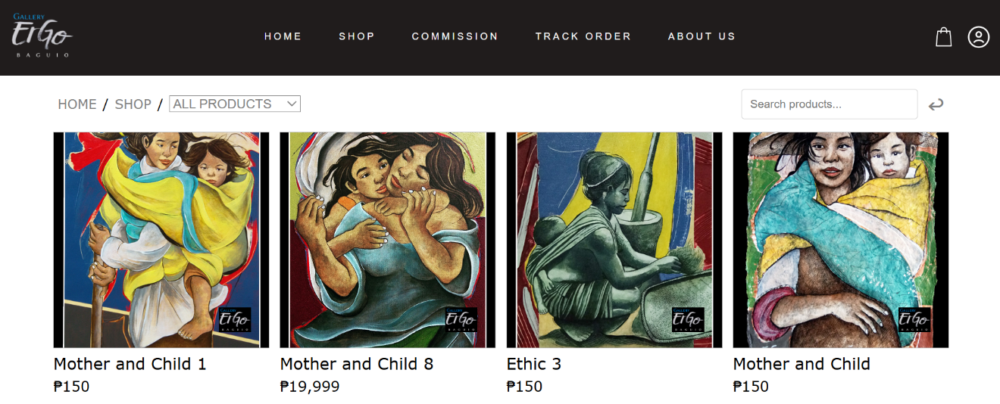 GALLERY
ErGo
BAGUIO
HOME SHOP COMMISSION TRACK ORDER ABOUT US
HOME / SHOP / ALL PRODUCTS
Search products...
GALLERY
ErGo
BAGUIO
GALLERY
ErGo
BAGUIO
GALLERY
ErGo
BAGUIO
GALLERY
ErGo
BAGUIO
Mother and Child 1
₱150
Mother and Child 8
₱19,999
Ethic 3
₱150
Mother and Child
₱150